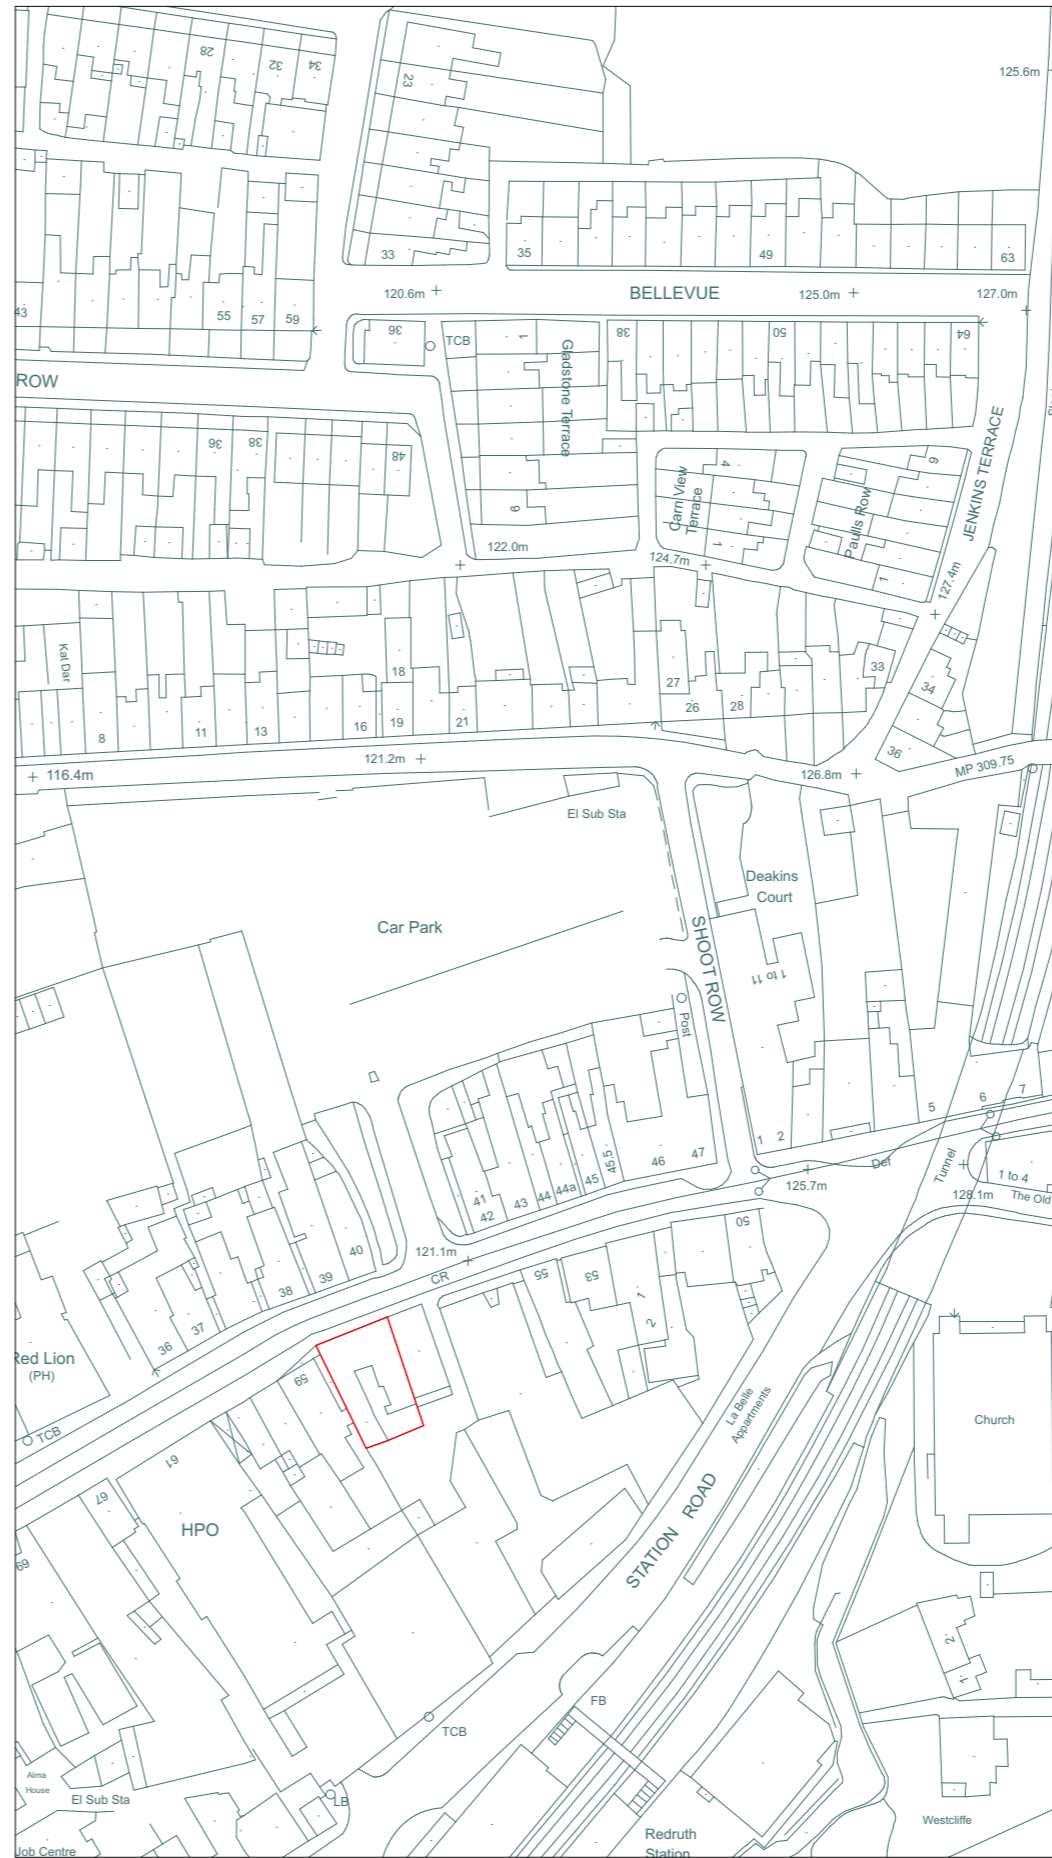 28
32
34
23
125.6m
33
35
49
63
120.6m
BELLEVUE
125.0m
127.0m
43
55
57
59
36
TCB
1
Gladstone Terrace
38
50
64
ROW
36
38
48
6
Carn View
Terrace
4
1
Paulls Row
9
1
JENKINS TERRACE
122.0m
124.7m
127.4m
Kat Dar
8
11
13
16
18
19
21
27
26
28
33
34
36
116.4m
121.2m
126.8m
MP 309.75
El Sub Sta
Deakins
Court
Car Park
SHOOT ROW
1 to 11
Post
5
6
7
1
2
41
42
43
44
44a
45
45.5
46
47
125.7m
Def
Tunnel
128.1m
1 to 4
The Old
121.1m
CR
36
37
38
39
40
50
55
53
1
2
59
Red Lion
(PH)
TCB
61
67
69
HPO
La Belle
Appartments
STATION ROAD
Church
2
1
TCB
FB
LB
Alma
House
El Sub Sta
Job Centre
Redruth
Station
Westcliffe